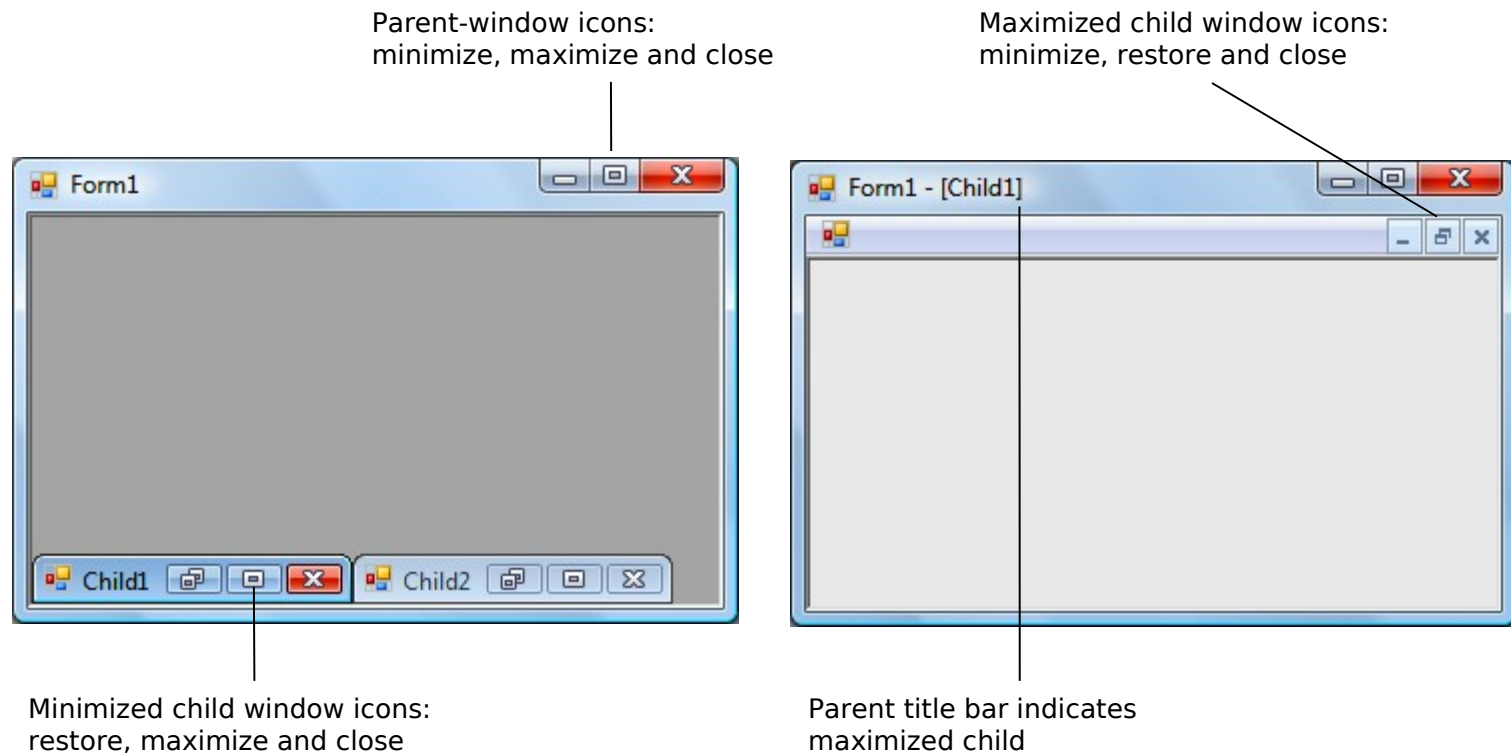 Parent-window icons:
minimize, maximize and close
Maximized child window icons:
minimize, restore and close
Form1
Form1 - [Child1]
Child1
Child2
Minimized child window icons:
restore, maximize and close
Parent title bar indicates
maximized child